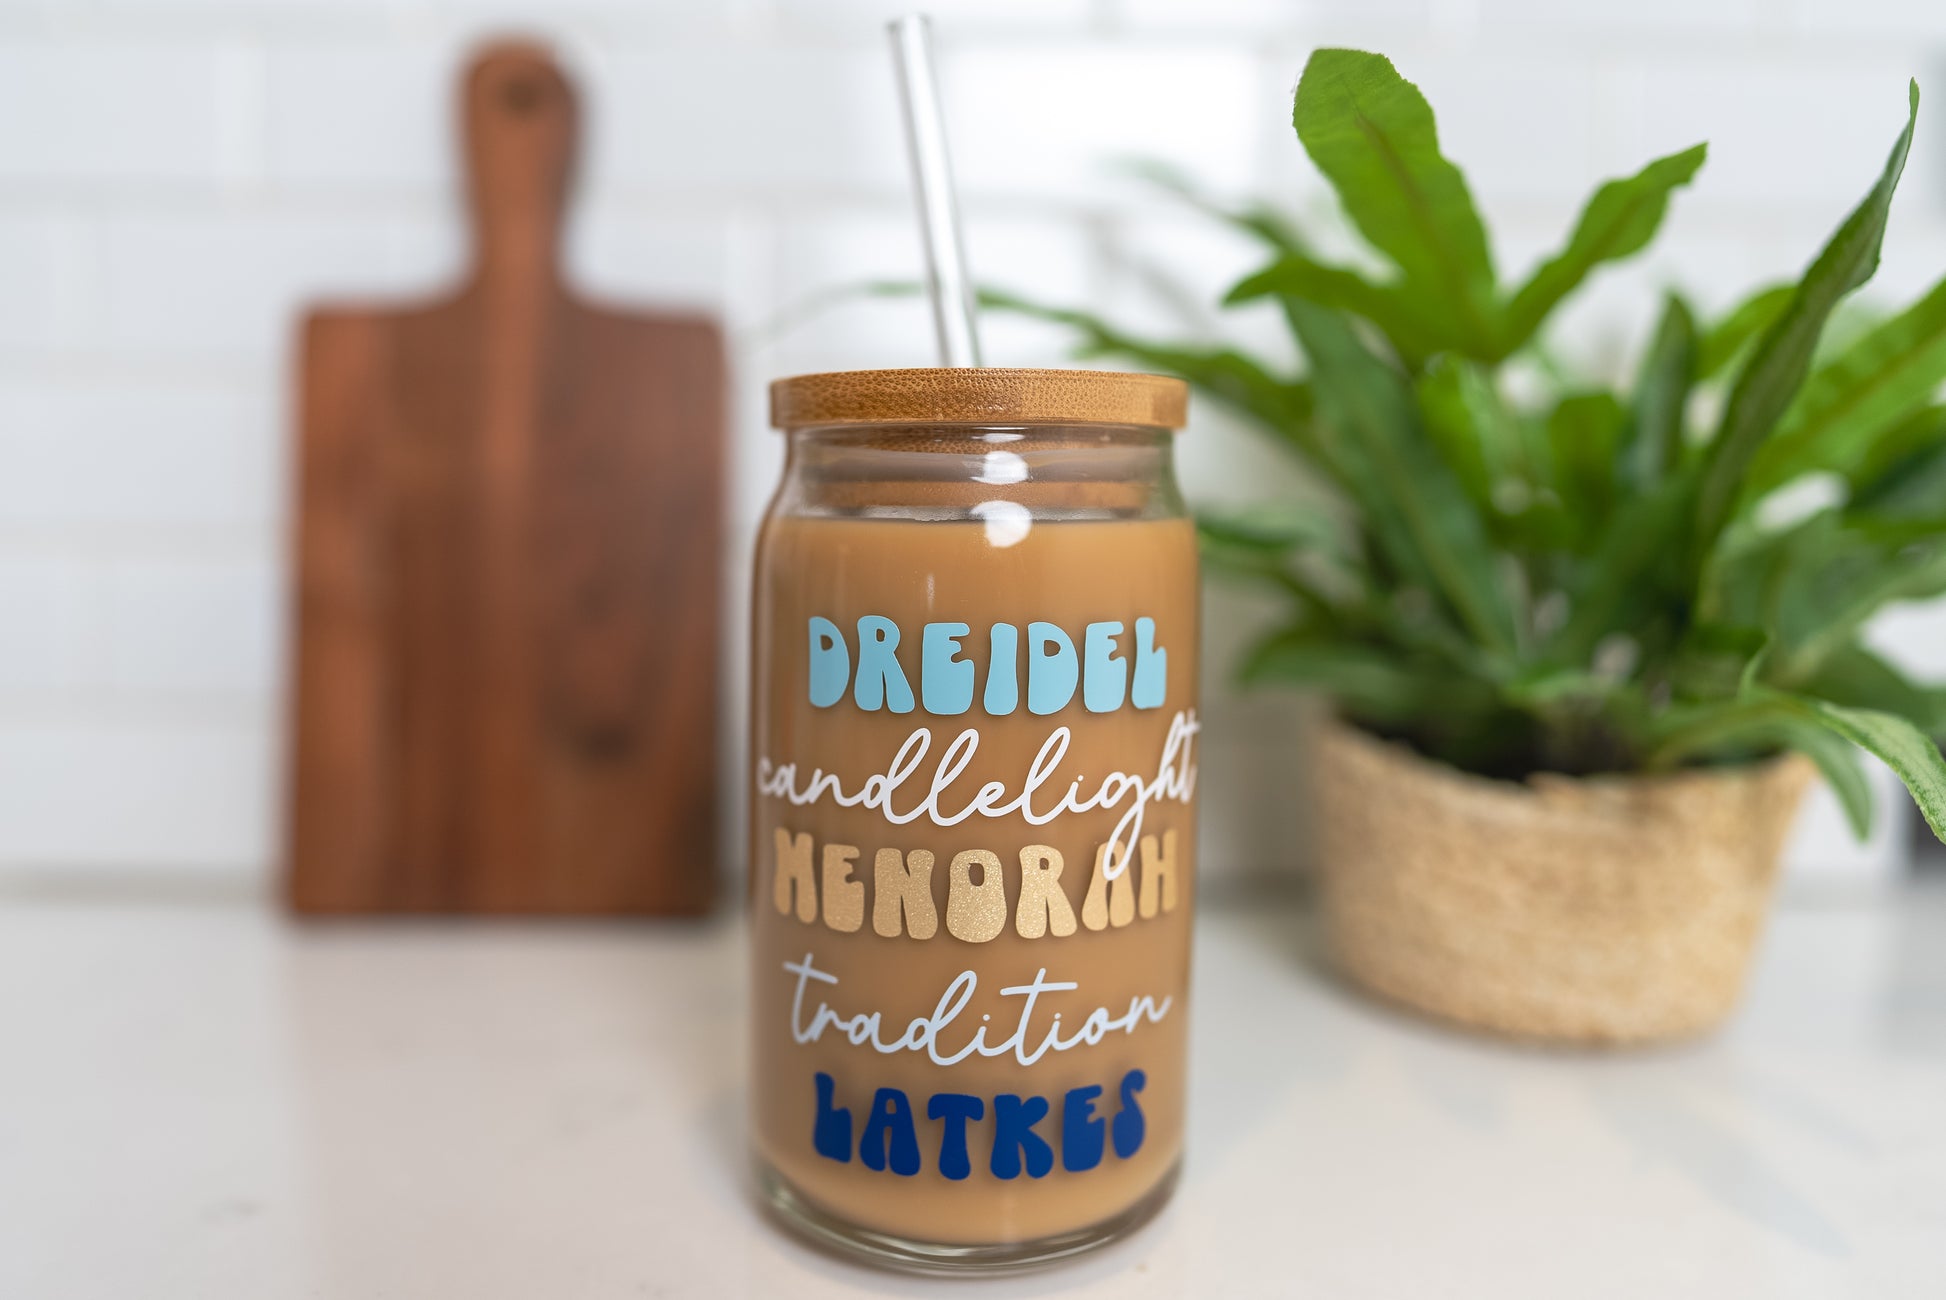 DREIDEL
candlelight
MENORAH
tradition
LATKES